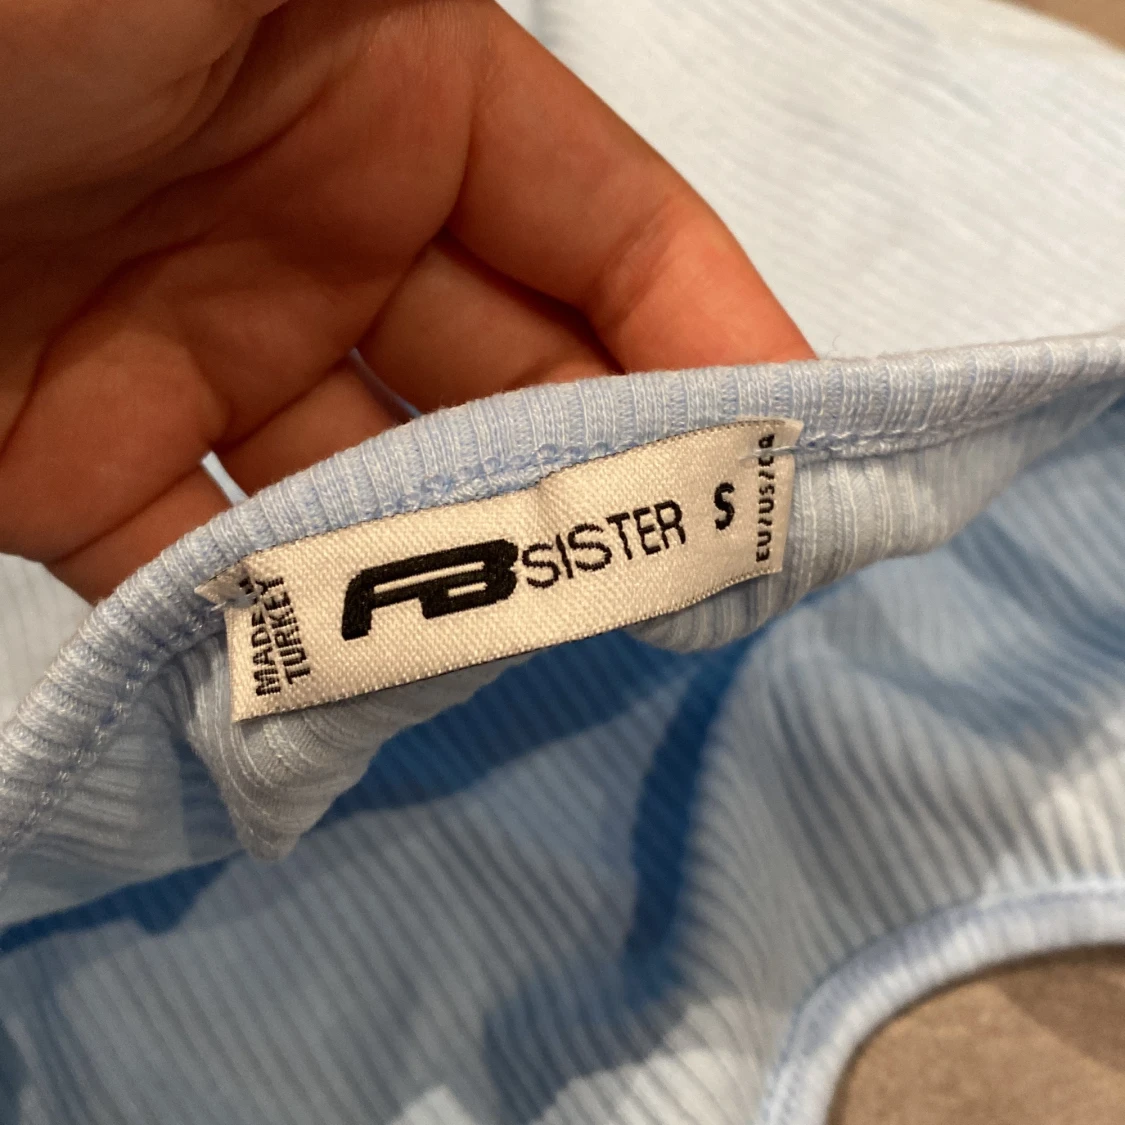 MADE IN
TURKEY
FB SISTER S
EU/US/CA